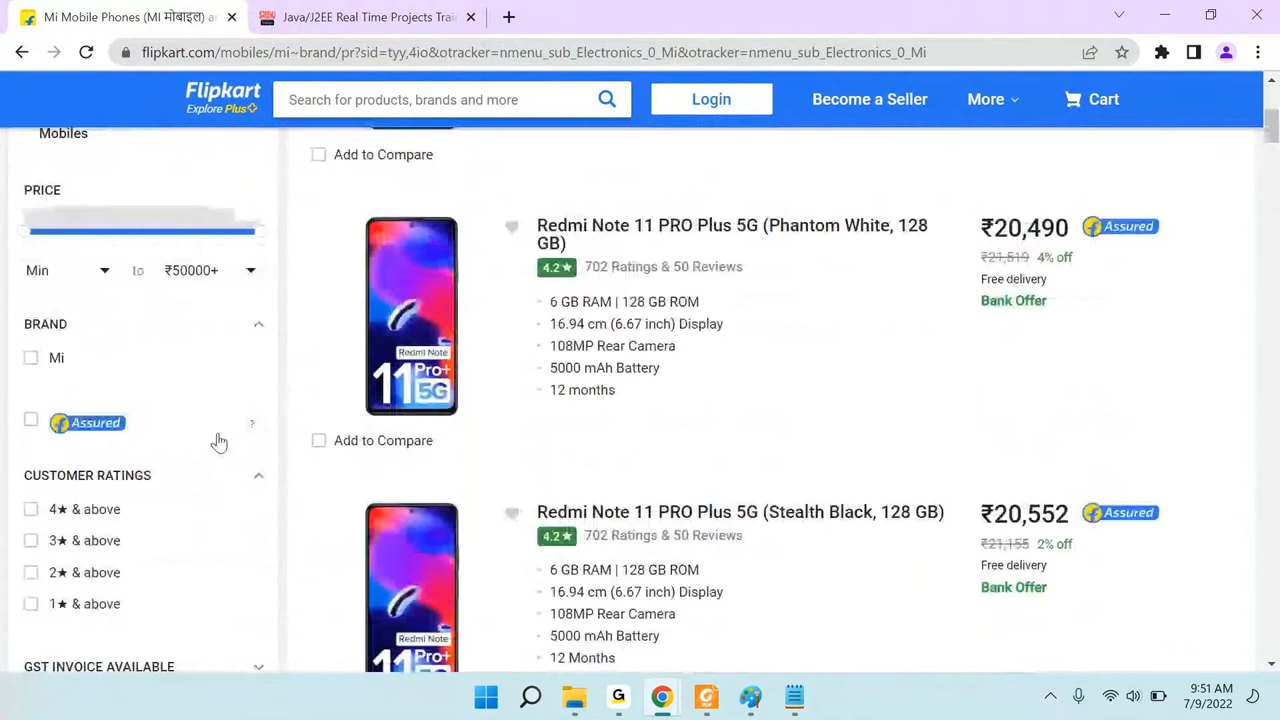 Mi Mobile Phones (MI मोबाइल) a
Java/J2EE Real Time Projects Trai
flipkart.com/mobiles/mi~brand/pr?sid=tyy,4io&otracker=nmenu_sub_Electronics_0_Mi&otracker=nmenu_sub_Electronics_0_Mi
Flipkart
Explore Plus
Search for products, brands and more
Login
Become a Seller
More
Cart
Mobiles
PRICE
Min
to
₹50000+
BRAND
Mi
Assured
?
CUSTOMER RATINGS
4★ & above
3★ & above
2★ & above
1★ & above
GST INVOICE AVAILABLE
Add to Compare
Redmi Note 11 PRO Plus 5G (Phantom White, 128
GB)
4.2★ 702 Ratings & 50 Reviews
6 GB RAM | 128 GB ROM
16.94 cm (6.67 inch) Display
108MP Rear Camera
5000 mAh Battery
12 months
₹20,490
Assured
₹21,519 4% off
Free delivery
Bank Offer
Redmi Note
11 Pro+
5G
Add to Compare
Redmi Note 11 PRO Plus 5G (Stealth Black, 128 GB)
4.2★ 702 Ratings & 50 Reviews
6 GB RAM | 128 GB ROM
16.94 cm (6.67 inch) Display
108MP Rear Camera
5000 mAh Battery
12 Months
₹20,552
Assured
₹21,155 2% off
Free delivery
Bank Offer
Redmi Note
11 Pro+
5G
G
PDF
9:51 AM
7/9/2022